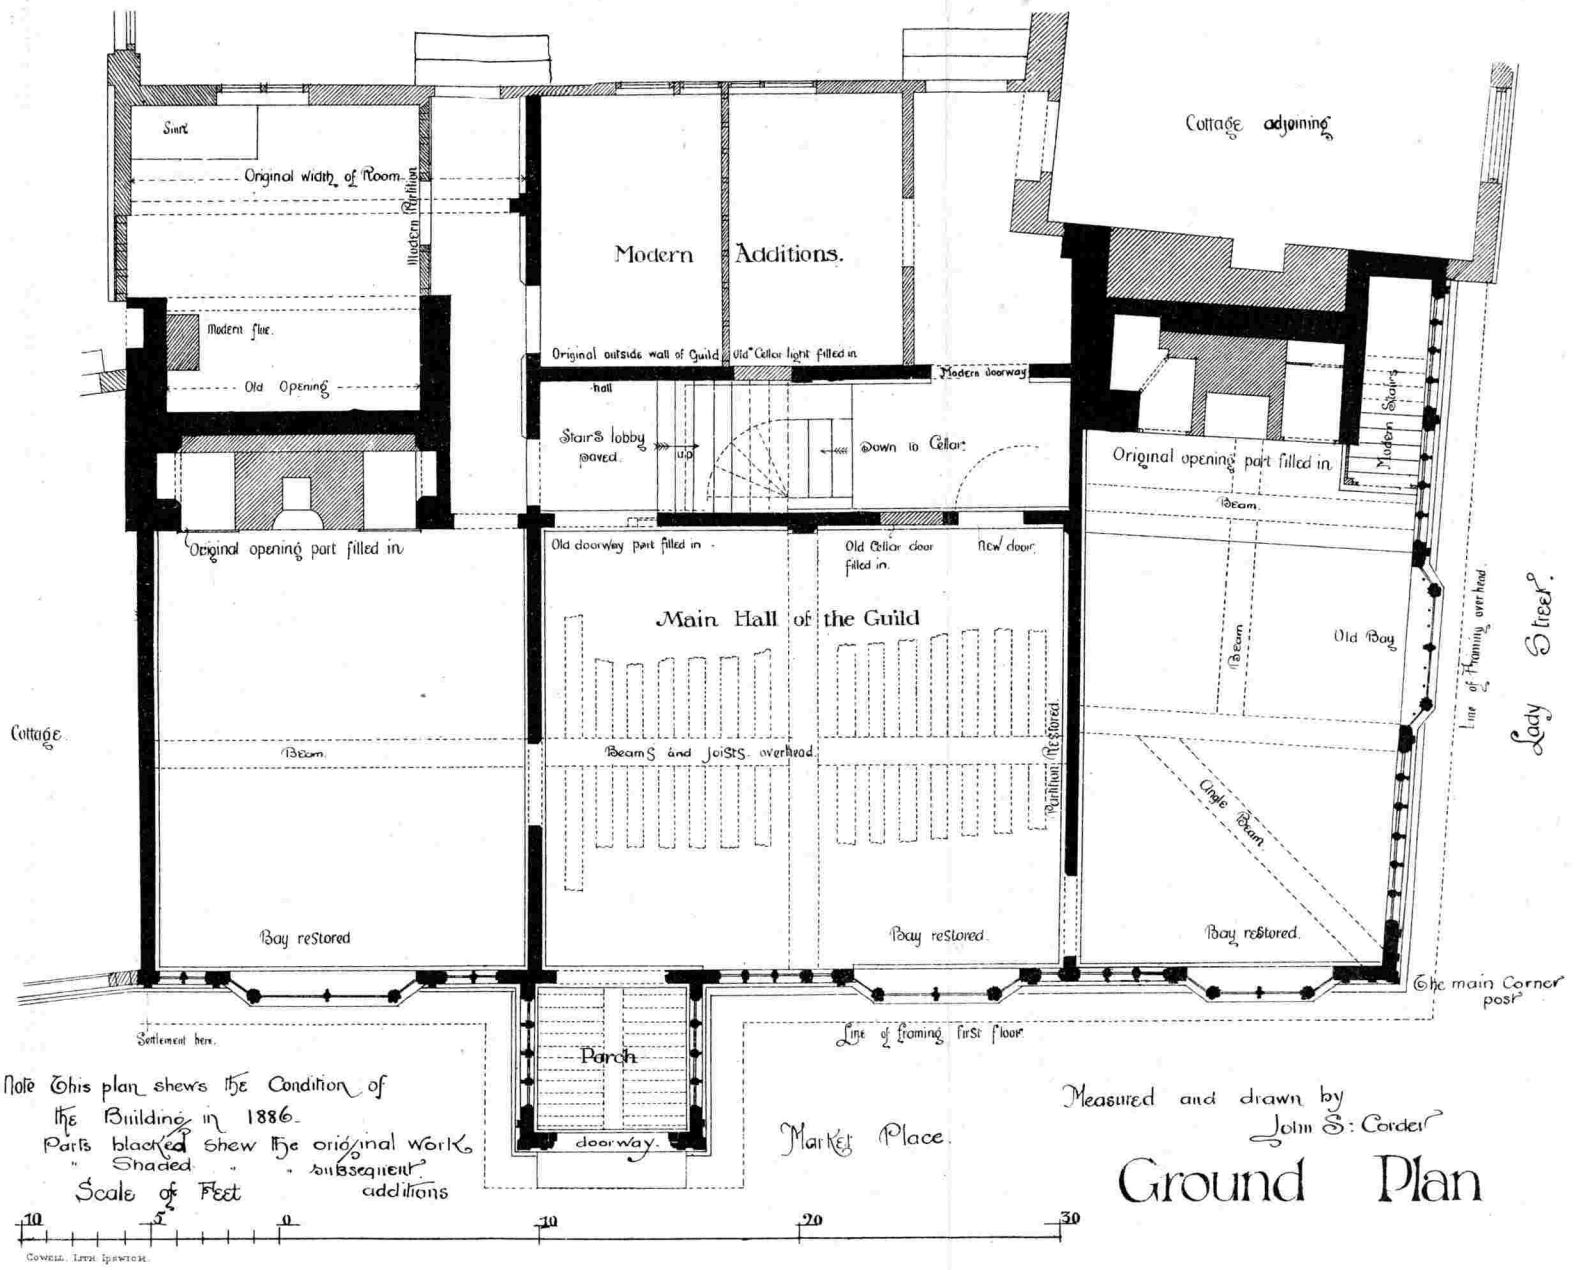 Sink
Cottage adjoining
Original width of Room
Modern Partition
Modern Additions.
Modern flue.
Old Opening
Original outside wall of Guild
hall
Old Cellar light filled in
Modern doorway
Stairs lobby
paved.
up
Down to Cellar
Modern Stairs
Original opening part filled in
Beam.
Original opening part filled in
Old doorway part filled in
Old Cellar door
filled in.
New door.
Main Hall of the Guild
Beam
Old Bay
Line of Framing overhead.
Lady Street.
Cottage.
Beam.
Beams and Joists overhead.
Partition Restored.
Angle
Beam.
Bay restored
Bay restored.
Bay restored.
The main Corner
post
Settlement here.
Porch
Line of framing first floor.
doorway.
Market Place.
Note This plan shews the Condition of
the Building in 1886.
Parts blacked shew the original work
" Shaded " " subsequent
additions
Scale of Feet
10 5 0 10 20 30
Measured and drawn by
John S: Corder
Ground Plan
Cowell. Lith. Ipswich.